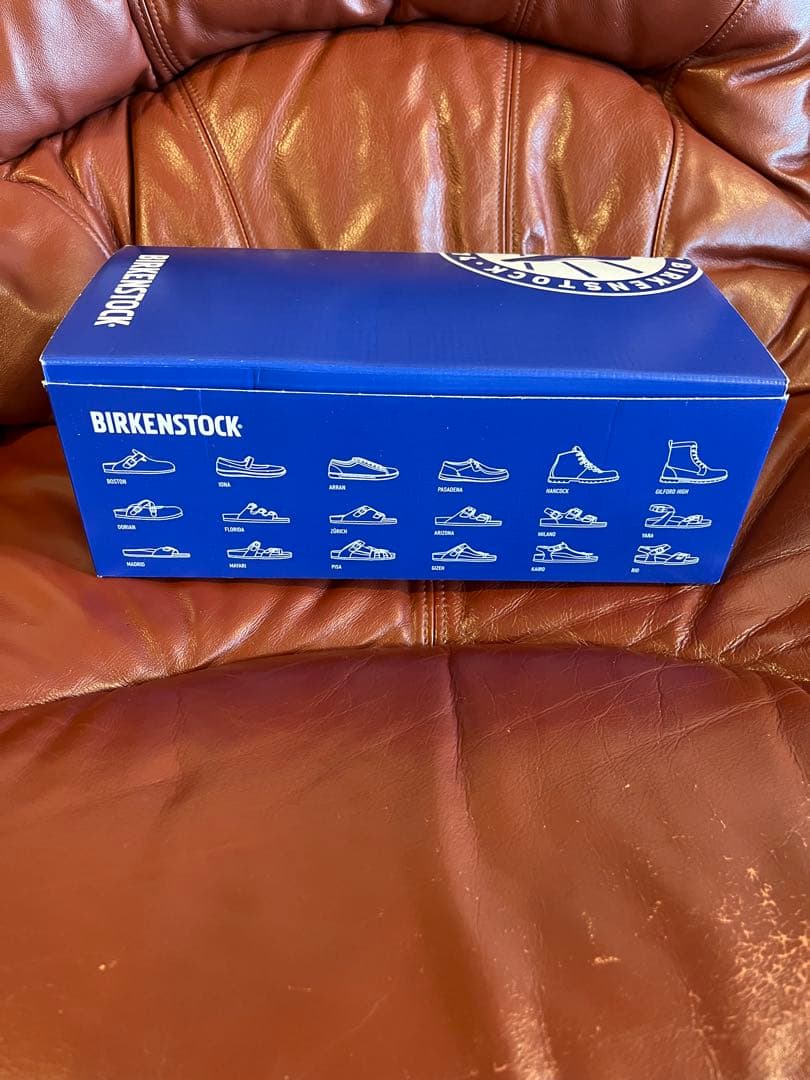 BIRKENSTOCK
BIRKENSTOCK
BIRKENSTOCK
BOSTON
IONA
ARRAN
PASADENA
HANCOCK
GILFORD HIGH
DORIAN
FLORIDA
ZÜRICH
ARIZONA
MILANO
YARA
MADRID
MAYARI
PISA
GIZEH
KAIRO
RIO